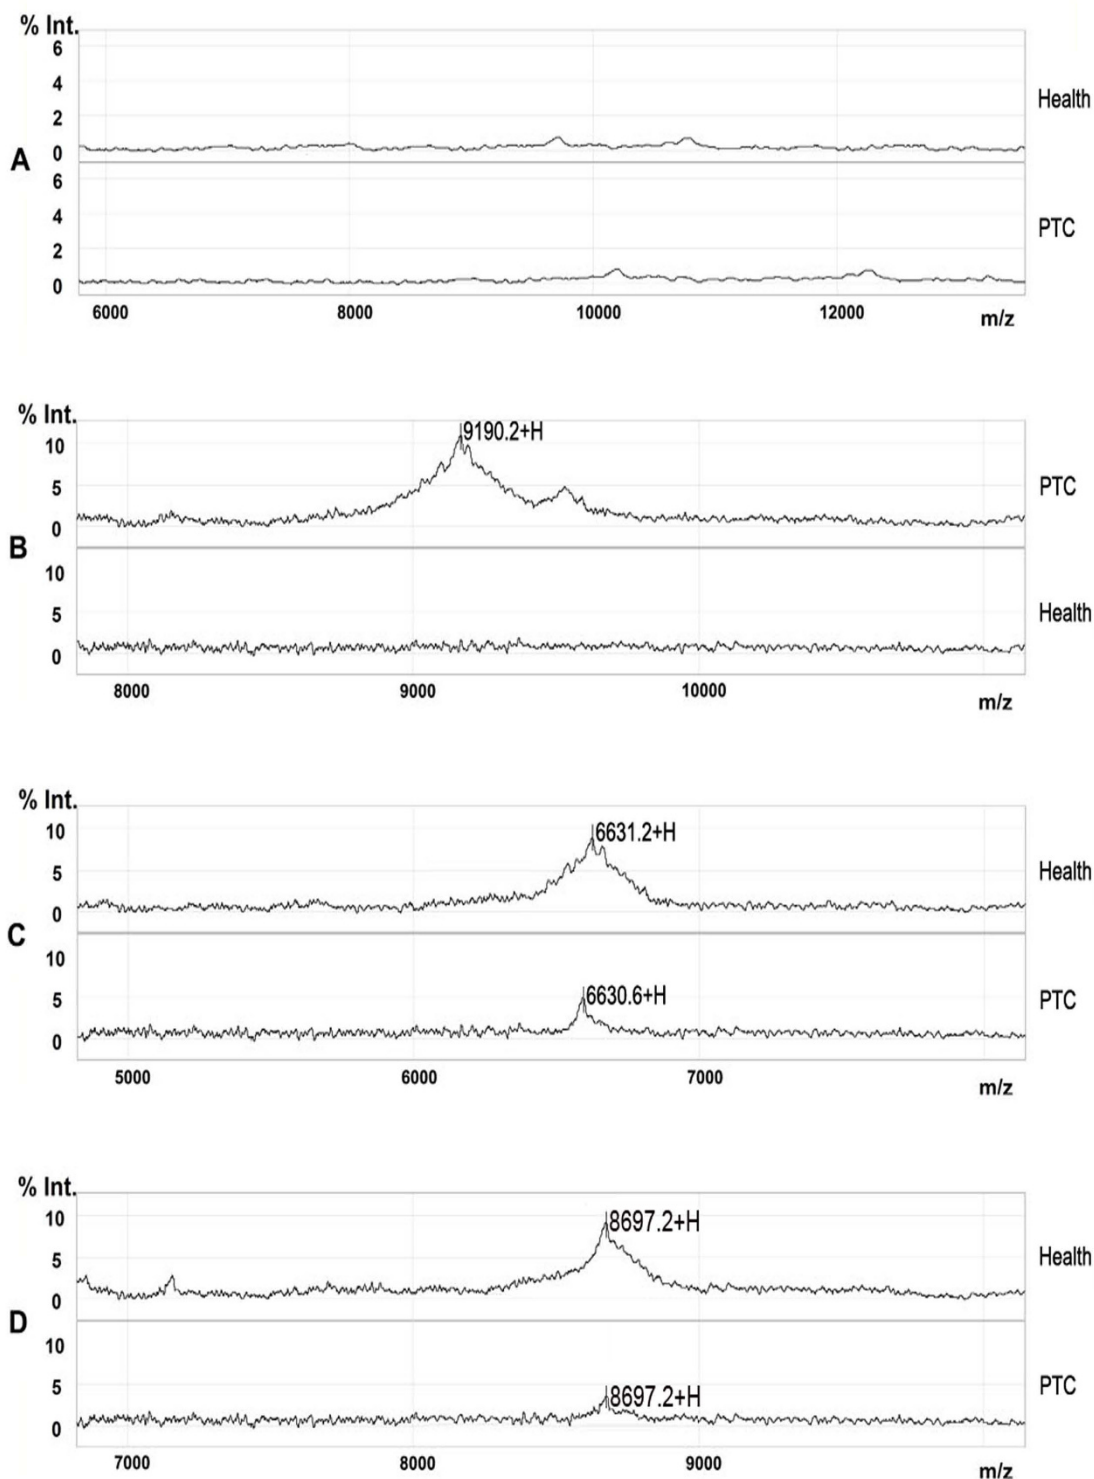 % Int.
6
4
2
0
Health
A
6
4
2
0
PTC
6000 8000 10000 12000
m/z
% Int.
10
5
0
9190.2+H
PTC
B
10
5
0
Health
8000 9000 10000
m/z
% Int.
10
5
0
6631.2+H
Health
C
10
5
0
6630.6+H
PTC
5000 6000 7000
m/z
% Int.
10
5
0
8697.2+H
Health
D
10
5
0
8697.2+H
PTC
7000 8000 9000
m/z